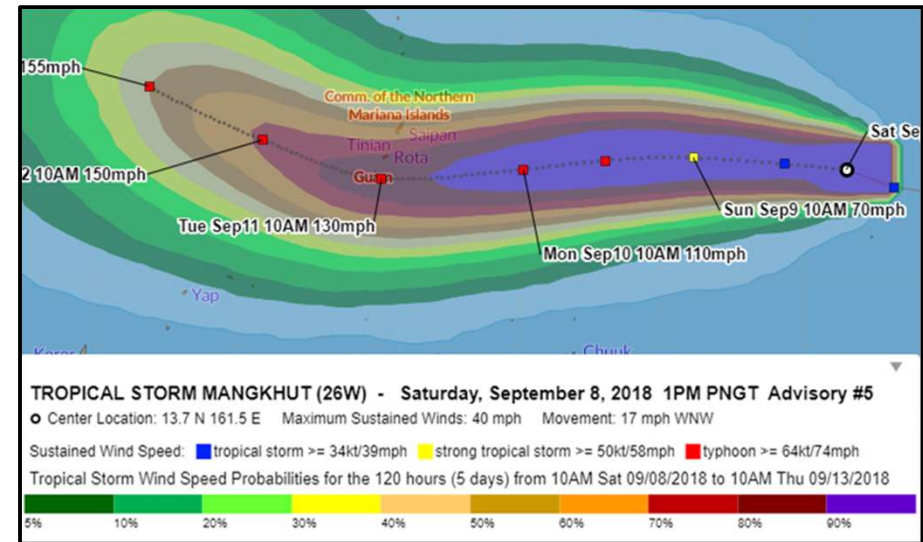 155mph
Comm. of the Northern
Mariana Islands
Saipan
Tinian
Rota
Sat Se
2 10AM 150mph
Guam
Tue Sep11 10AM 130mph
Sun Sep9 10AM 70mph
Mon Sep10 10AM 110mph
Yap
Chuuk
TROPICAL STORM MANGKHUT (26W) - Saturday, September 8, 2018 1PM PNGT Advisory #5
Center Location: 13.7 N 161.5 E Maximum Sustained Winds: 40 mph Movement: 17 mph WNW
Sustained Wind Speed: tropical storm >= 34kt/39mph strong tropical storm >= 50kt/58mph typhoon >= 64kt/74mph
Tropical Storm Wind Speed Probabilities for the 120 hours (5 days) from 10AM Sat 09/08/2018 to 10AM Thu 09/13/2018
5% 10% 20% 30% 40% 50% 60% 70% 80% 90%